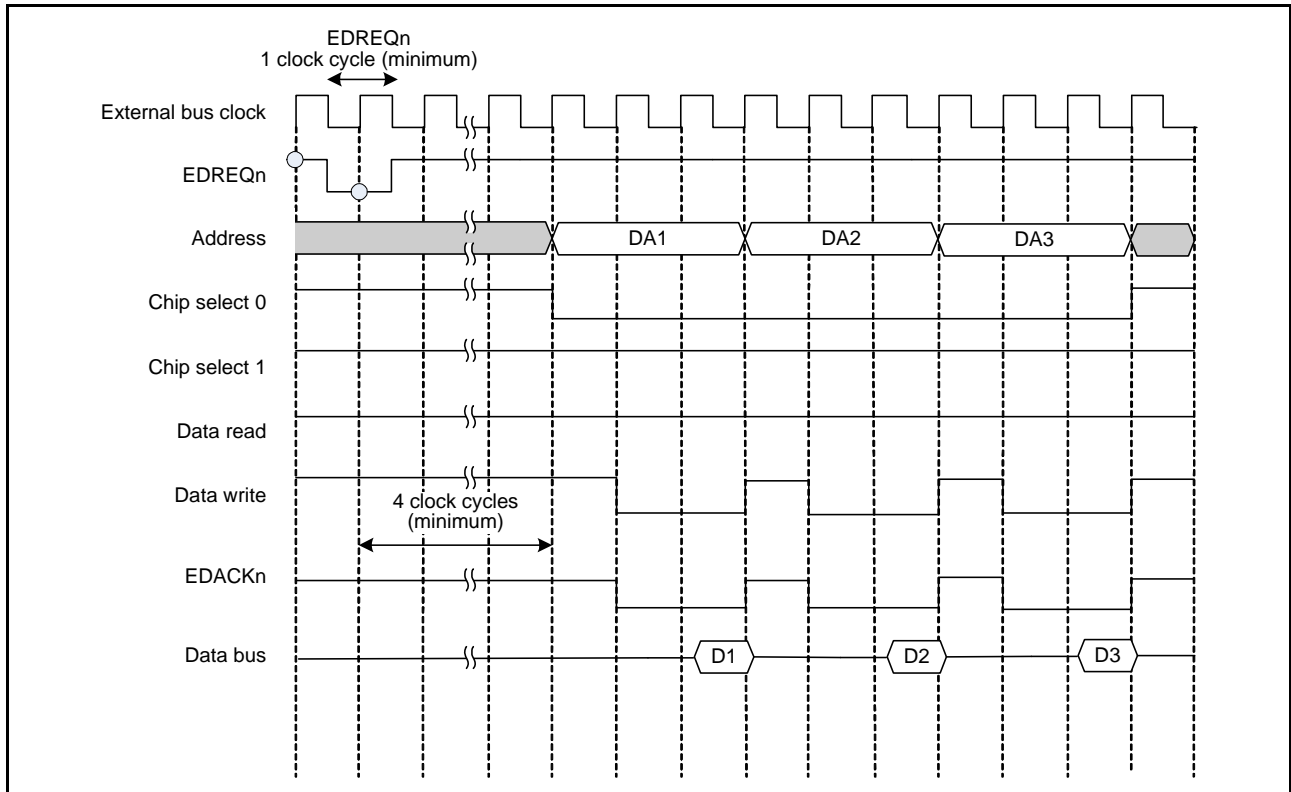 EDREQn
1 clock cycle (minimum)
External bus clock
EDREQn
Address
DA1
DA2
DA3
Chip select 0
Chip select 1
Data read
Data write
4 clock cycles
(minimum)
EDACKn
Data bus
D1
D2
D3